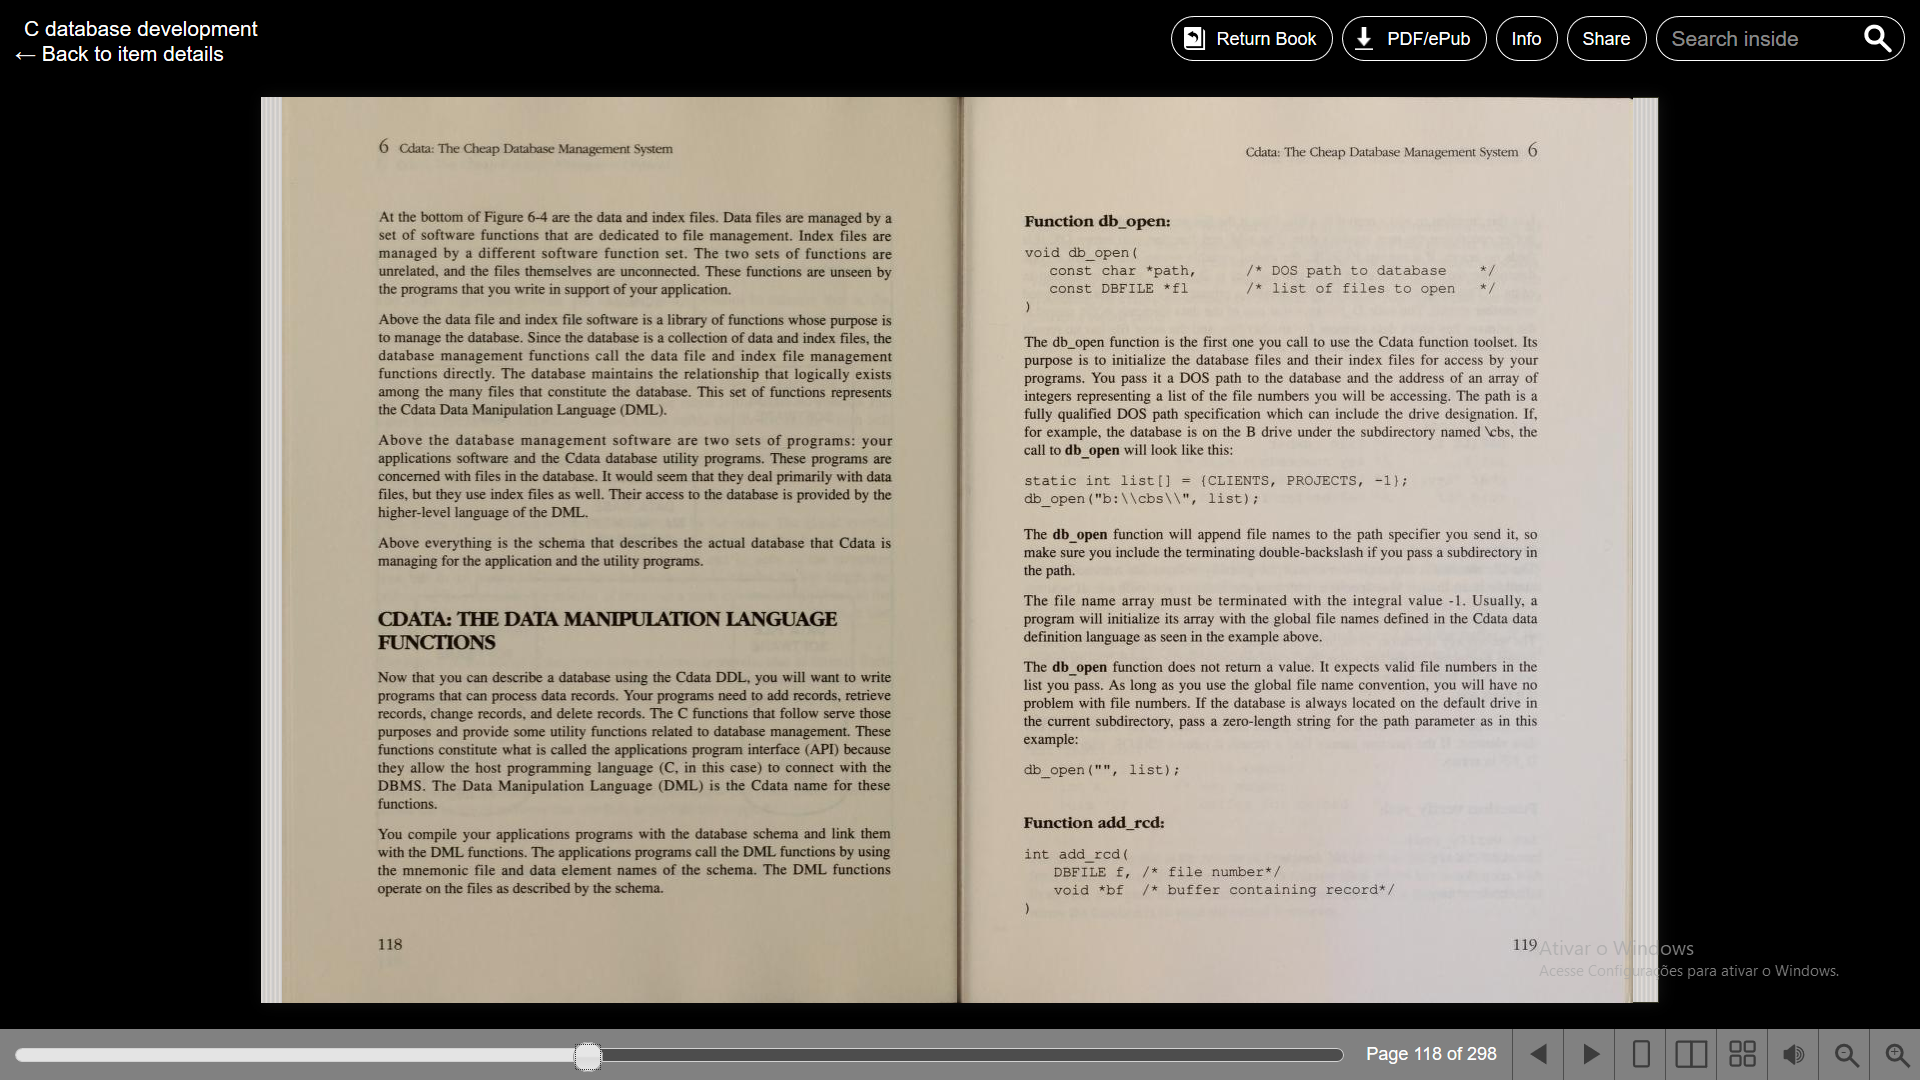 C database development
← Back to item details
Return Book
PDF/ePub
Info
Share
Search inside
6 Cdata: The Cheap Database Management System
At the bottom of Figure 6-4 are the data and index files. Data files are managed by a
set of software functions that are dedicated to file management. Index files are
managed by a different software function set. The two sets of functions are
unrelated, and the files themselves are unconnected. These functions are unseen by
the programs that you write in support of your application.
Above the data file and index file software is a library of functions whose purpose is
to manage the database. Since the database is a collection of data and index files, the
database management functions call the data file and index file management
functions directly. The database maintains the relationship that logically exists
among the many files that constitute the database. This set of functions represents
the Cdata Data Manipulation Language (DML).
Above the database management software are two sets of programs: your
applications software and the Cdata database utility programs. These programs are
concerned with files in the database. It would seem that they deal primarily with data
files, but they use index files as well. Their access to the database is provided by the
higher-level language of the DML.
Above everything is the schema that describes the actual database that Cdata is
managing for the application and the utility programs.
CDATA: THE DATA MANIPULATION LANGUAGE
FUNCTIONS
Now that you can describe a database using the Cdata DDL, you will want to write
programs that can process data records. Your programs need to add records, retrieve
records, change records, and delete records. The C functions that follow serve those
purposes and provide some utility functions related to database management. These
functions constitute what is called the applications program interface (API) because
they allow the host programming language (C, in this case) to connect with the
DBMS. The Data Manipulation Language (DML) is the Cdata name for these
functions.
You compile your applications programs with the database schema and link them
with the DML functions. The applications programs call the DML functions by using
the mnemonic file and data element names of the schema. The DML functions
operate on the files as described by the schema.
118
Cdata: The Cheap Database Management System 6
Function db_open:
void db_open(
const char *path, /* DOS path to database */
const DBFILE *fl /* list of files to open */
)
The db_open function is the first one you call to use the Cdata function toolset. Its
purpose is to initialize the database files and their index files for access by your
programs. You pass it a DOS path to the database and the address of an array of
integers representing a list of the file numbers you will be accessing. The path is a
fully qualified DOS path specification which can include the drive designation. If,
for example, the database is on the B drive under the subdirectory named \cbs, the
call to db_open will look like this:
static int list[] = {CLIENTS, PROJECTS, -1};
db_open("b:\\cbs\\", list);
The db_open function will append file names to the path specifier you send it, so
make sure you include the terminating double-backslash if you pass a subdirectory in
the path.
The file name array must be terminated with the integral value -1. Usually, a
program will initialize its array with the global file names defined in the Cdata data
definition language as seen in the example above.
The db_open function does not return a value. It expects valid file numbers in the
list you pass. As long as you use the global file name convention, you will have no
problem with file numbers. If the database is always located on the default drive in
the current subdirectory, pass a zero-length string for the path parameter as in this
example:
db_open("", list);
Function add_rcd:
int add_rcd(
DBFILE f, /* file number*/
void *bf /* buffer containing record*/
)
119
Ativar o Windows
Acesse Configurações para ativar o Windows.
Page 118 of 298